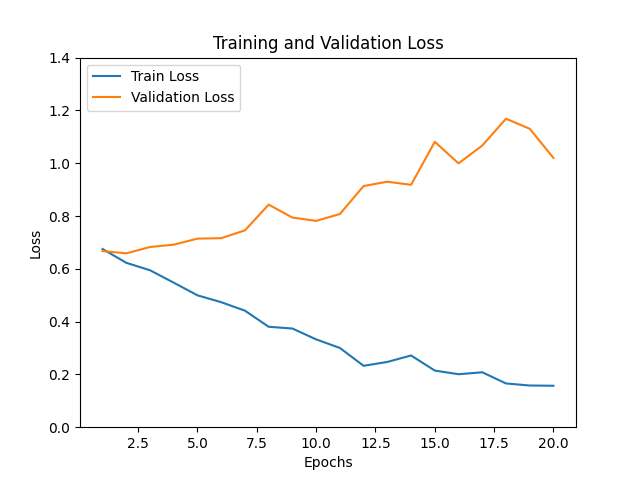 Training and Validation Loss
Train Loss
Validation Loss
1.4
1.2
1.0
0.8
0.6
0.4
0.2
0.0
Loss
2.5 5.0 7.5 10.0 12.5 15.0 17.5 20.0
Epochs